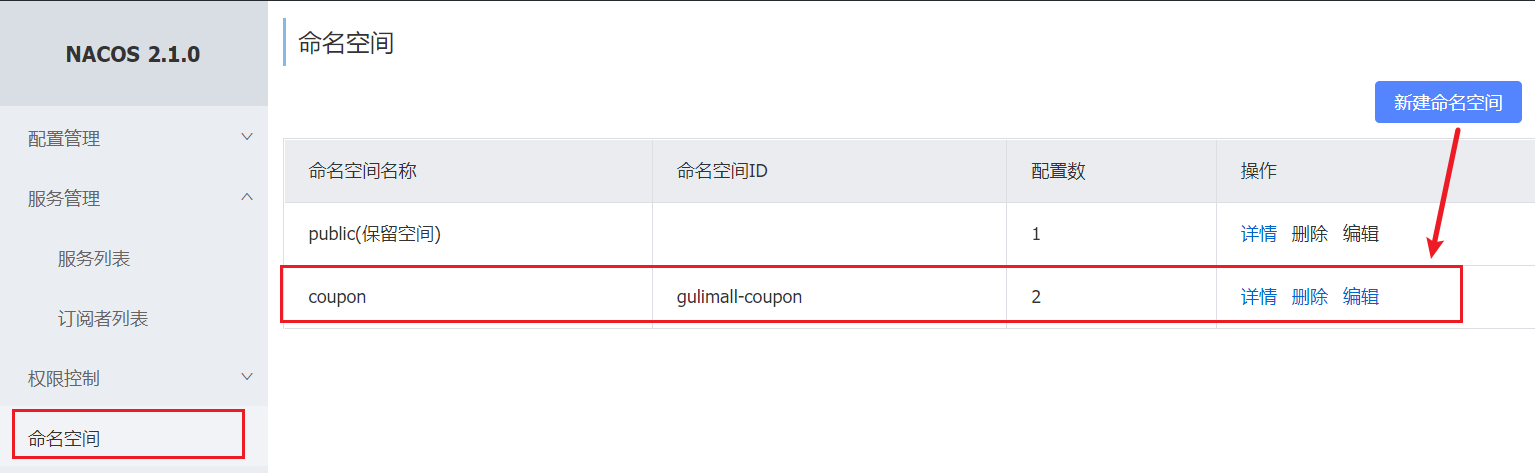 NACOS 2.1.0
配置管理
服务管理
服务列表
订阅者列表
权限控制
命名空间
命名空间
新建命名空间
命名空间名称 命名空间ID 配置数 操作
public(保留空间) 1 详情 删除 编辑
coupon gulimall-coupon 2 详情 删除 编辑